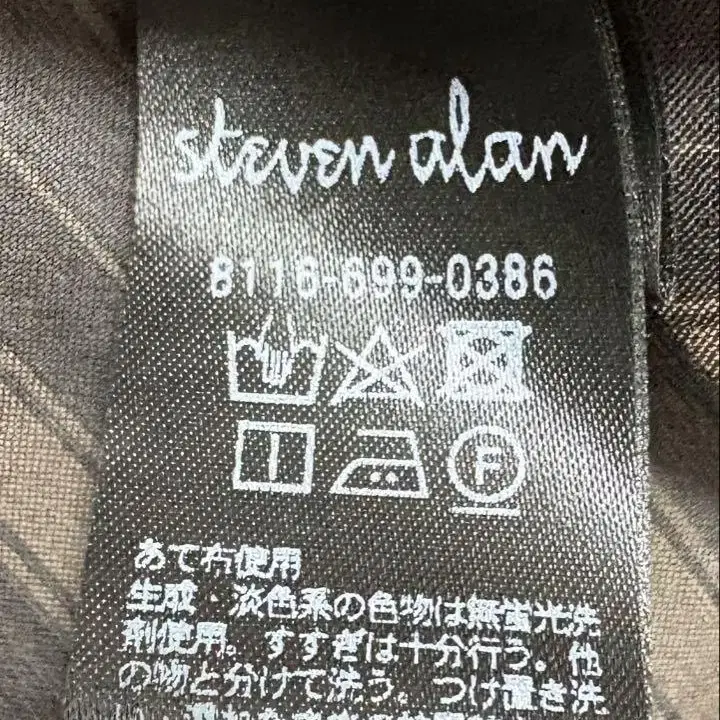 steven alan
8116-699-0386
F
あて布使用
生成・淡色系の色物は無蛍光洗
剤使用。すすぎは十分行う。他
の物と分けて洗う。つけ置き洗